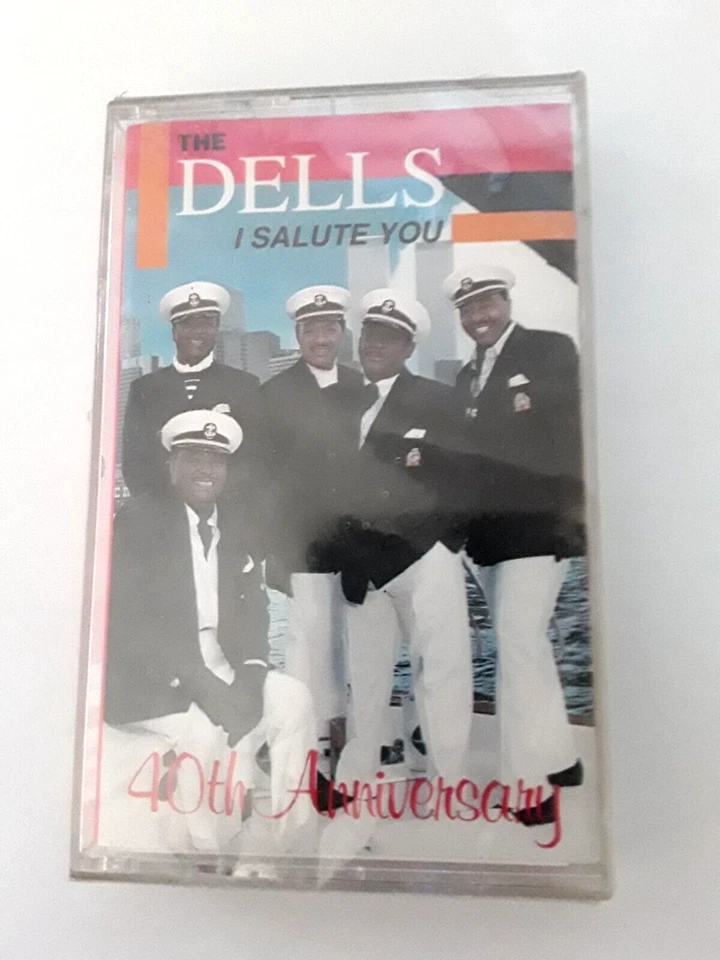 THE
DELLS
I SALUTE YOU
40th Anniversary